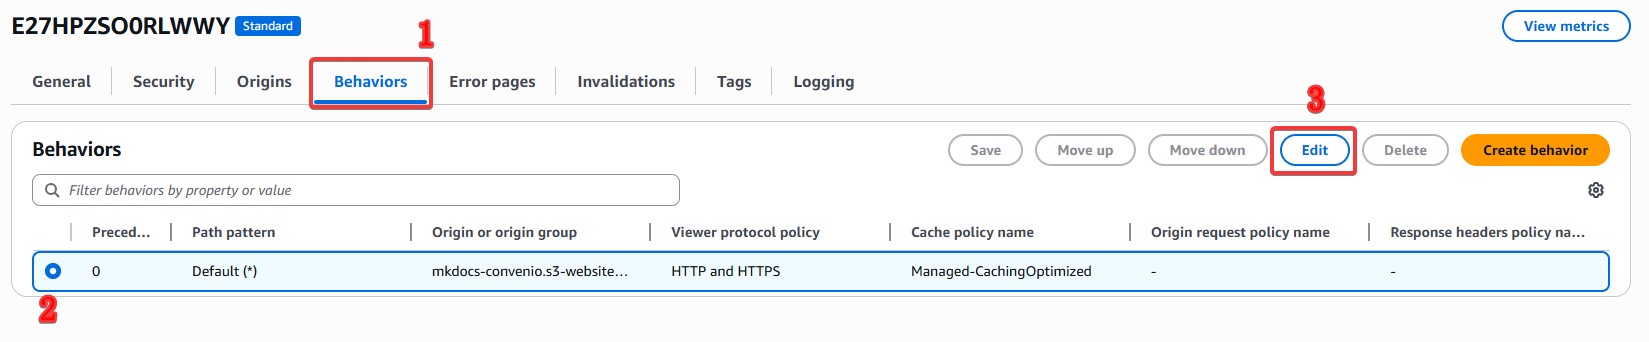 E27HPZSO0RLWWY Standard
View metrics
1
General Security Origins Behaviors Error pages Invalidations Tags Logging
3
Behaviors
Save Move up Move down Edit Delete Create behavior
Filter behaviors by property or value
Preced... Path pattern Origin or origin group Viewer protocol policy Cache policy name Origin request policy name Response headers policy na...
0 Default (*) mkdocs-convenio.s3-website... HTTP and HTTPS Managed-CachingOptimized - -
2